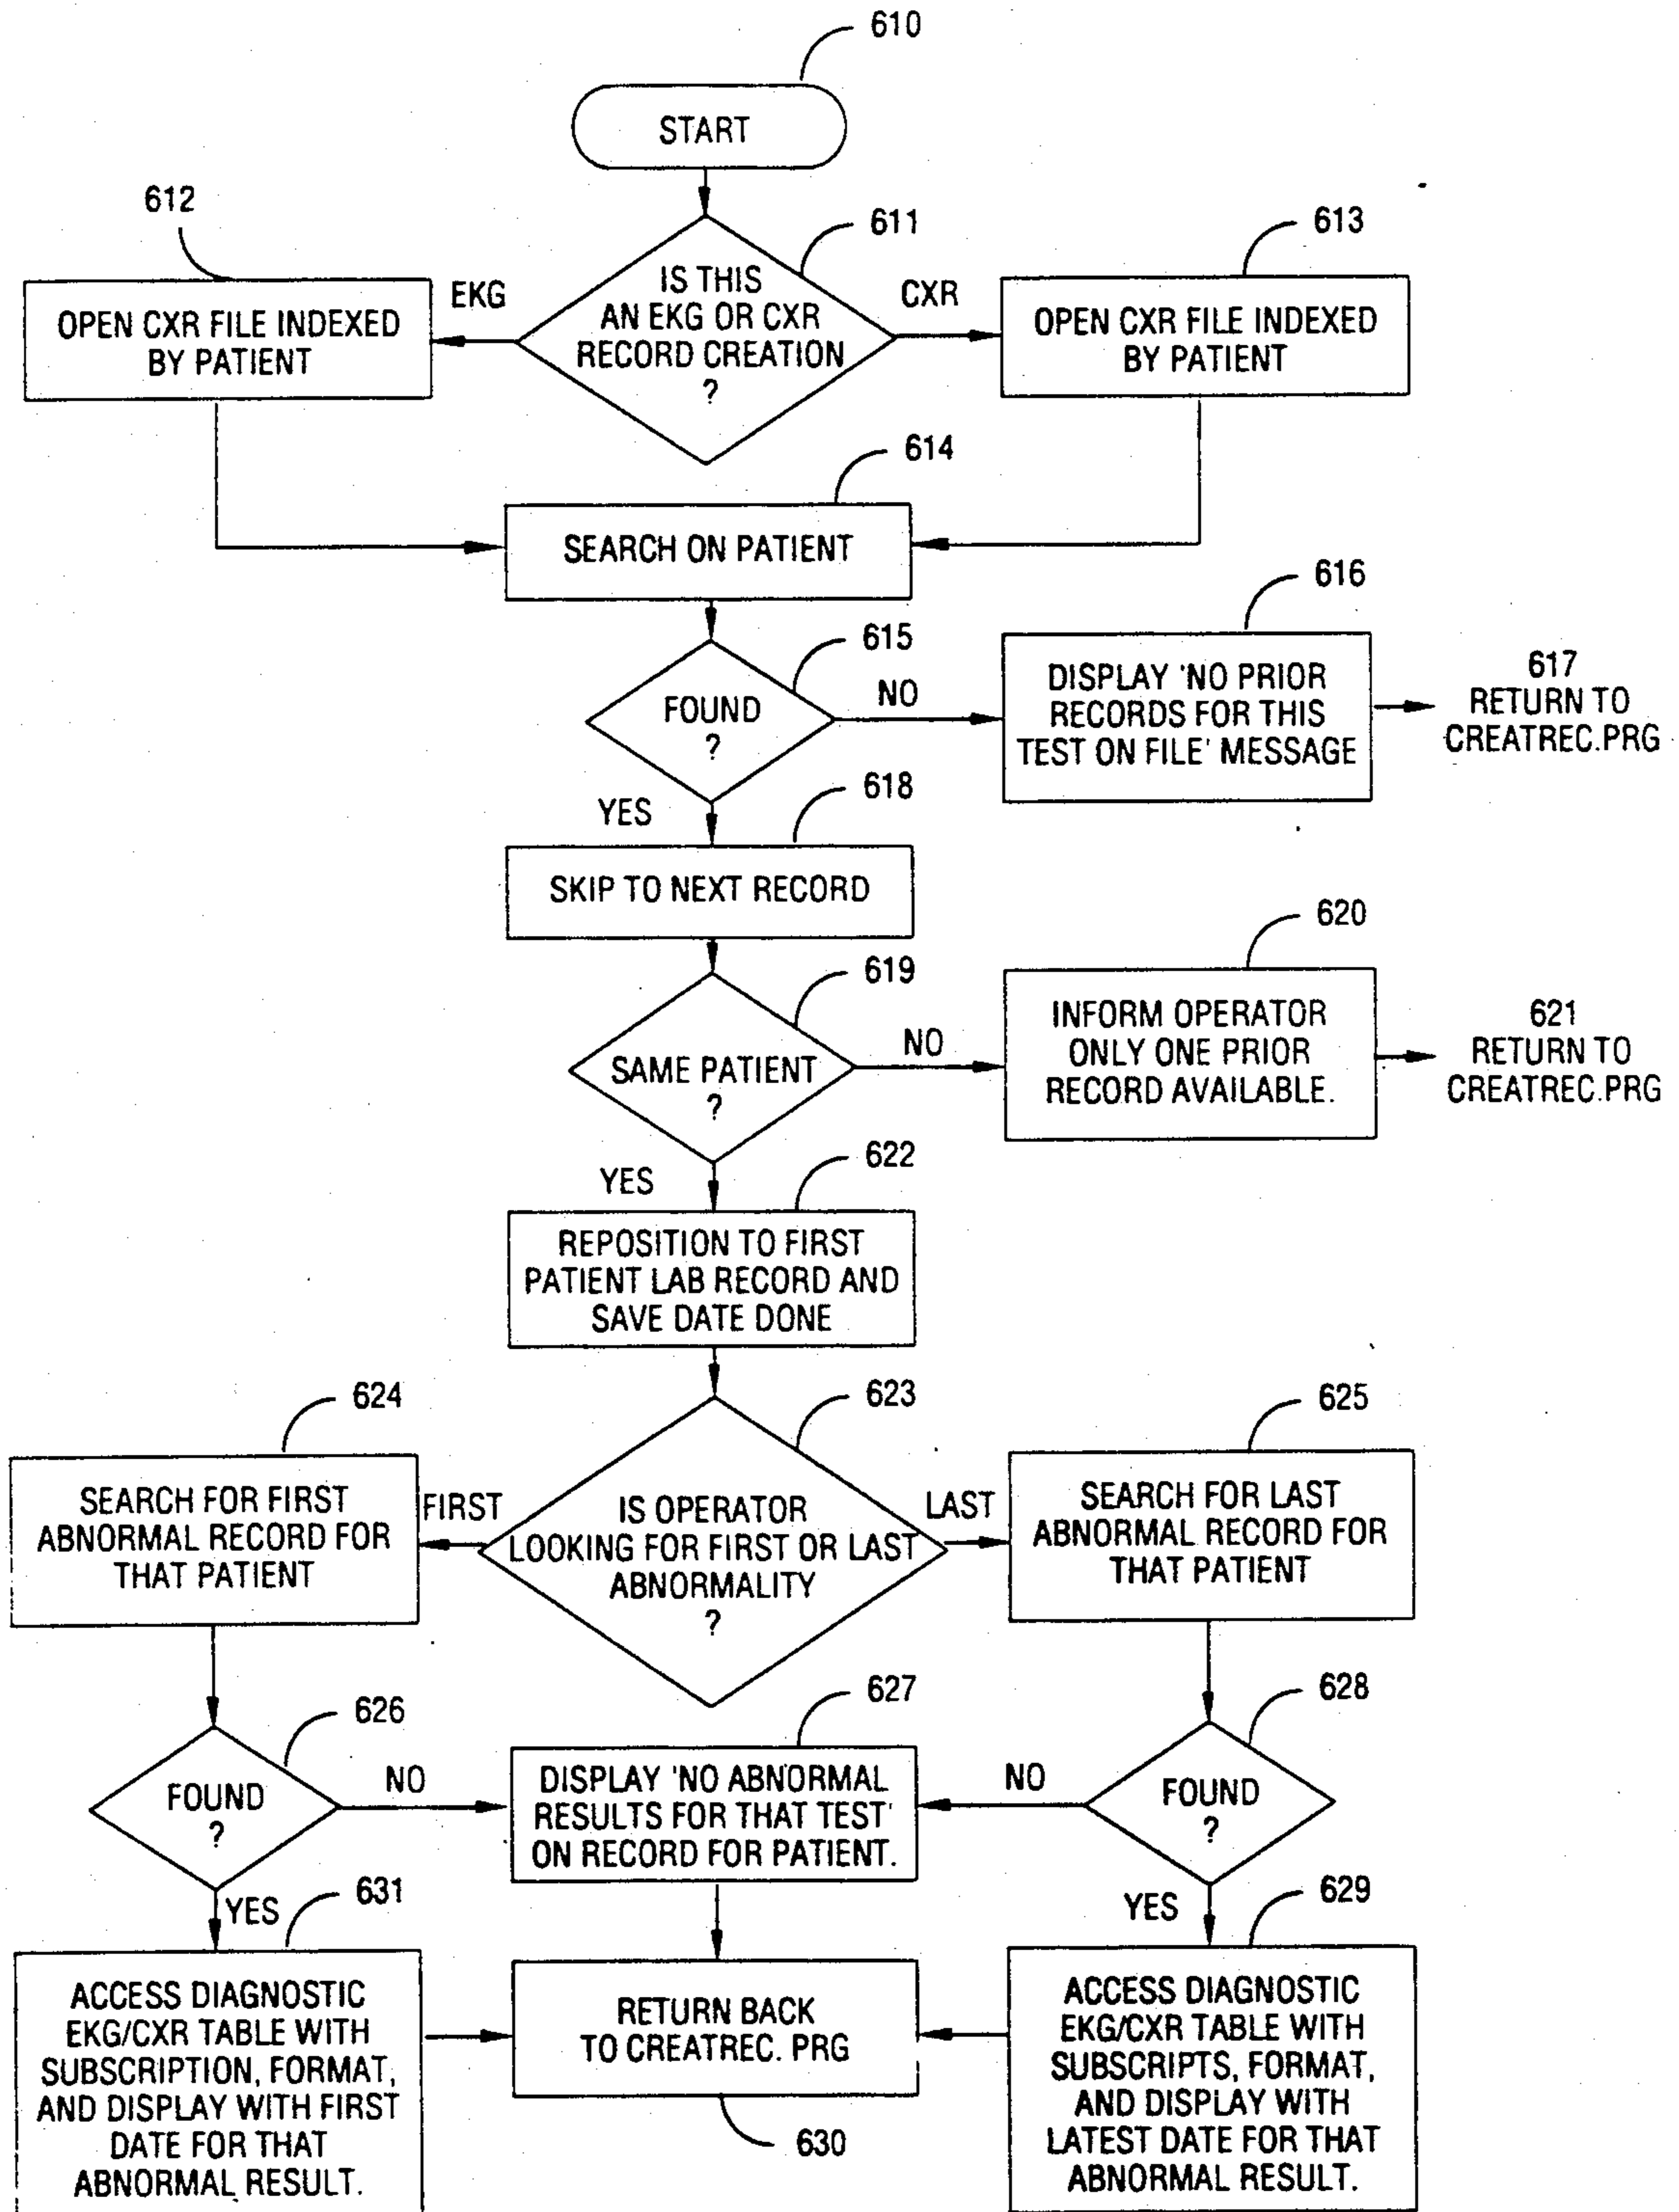 610
START
612
611
613
IS THIS
AN EKG OR CXR
RECORD CREATION
?
EKG
CXR
OPEN CXR FILE INDEXED
BY PATIENT
OPEN CXR FILE INDEXED
BY PATIENT
614
SEARCH ON PATIENT
616
615
FOUND
?
NO
DISPLAY 'NO PRIOR
RECORDS FOR THIS
TEST ON FILE' MESSAGE
617
RETURN TO
CREATREC.PRG
YES
618
SKIP TO NEXT RECORD
620
619
SAME PATIENT
?
NO
INFORM OPERATOR
ONLY ONE PRIOR
RECORD AVAILABLE.
621
RETURN TO
CREATREC.PRG
YES
622
REPOSITION TO FIRST
PATIENT LAB RECORD AND
SAVE DATE DONE
624
623
625
SEARCH FOR FIRST
ABNORMAL RECORD FOR
THAT PATIENT
FIRST
IS OPERATOR
LOOKING FOR FIRST OR LAST
ABNORMALITY
?
LAST
SEARCH FOR LAST
ABNORMAL RECORD FOR
THAT PATIENT
626
627
628
FOUND
?
NO
DISPLAY 'NO ABNORMAL
RESULTS FOR THAT TEST'
ON RECORD FOR PATIENT.
NO
FOUND
?
YES
631
YES
629
ACCESS DIAGNOSTIC
EKG/CXR TABLE WITH
SUBSCRIPTION, FORMAT,
AND DISPLAY WITH FIRST
DATE FOR THAT
ABNORMAL RESULT.
RETURN BACK
TO CREATREC. PRG
630
ACCESS DIAGNOSTIC
EKG/CXR TABLE WITH
SUBSCRIPTS, FORMAT,
AND DISPLAY WITH
LATEST DATE FOR THAT
ABNORMAL RESULT.